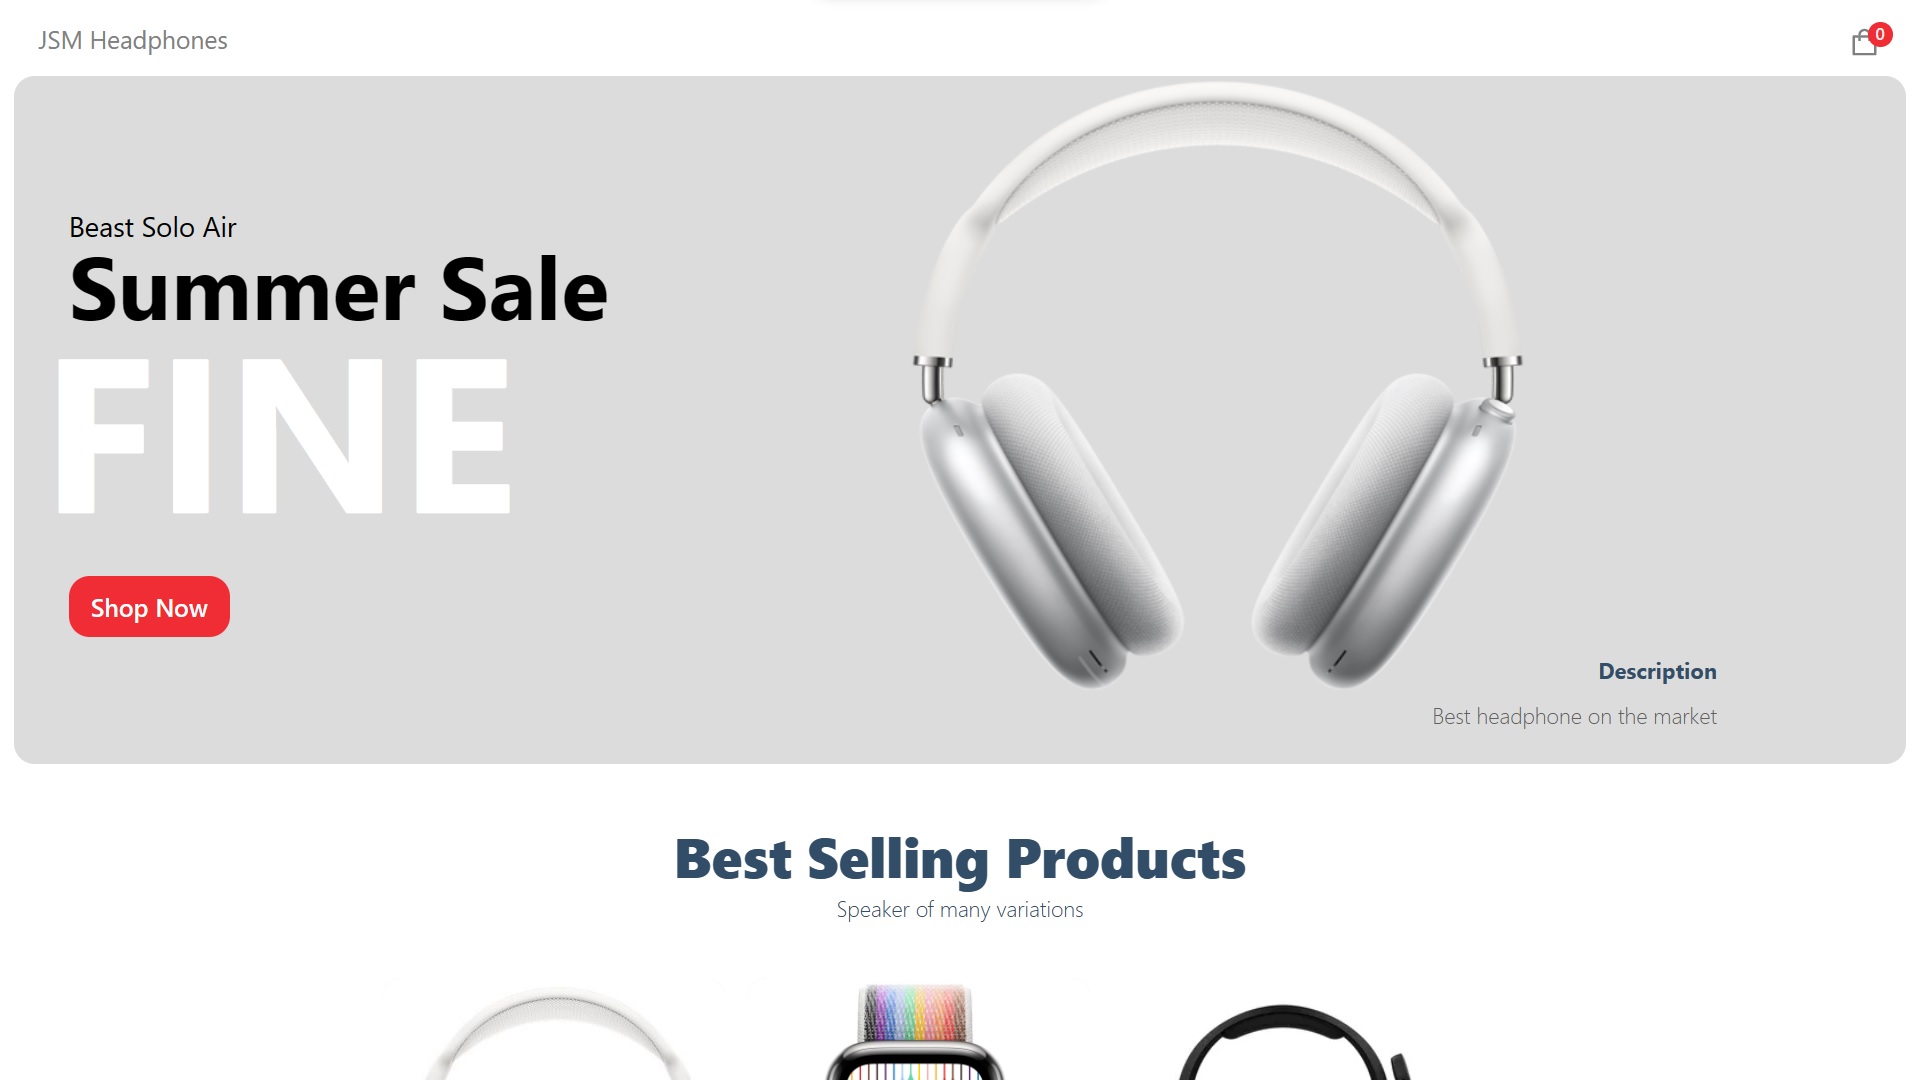 JSM Headphones
0
Beast Solo Air
Summer Sale
FINE
Shop Now
Description
Best headphone on the market
Best Selling Products
Speaker of many variations